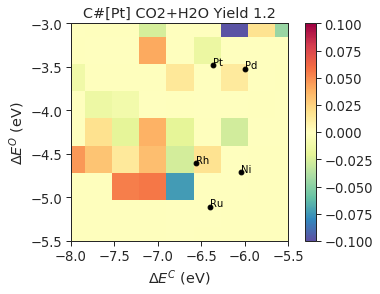 C#[Pt] CO2+H2O Yield 1.2
−3.0
−3.5
−4.0
−4.5
−5.0
−5.5
ΔE^O (eV)
Pt
Pd
Rh
Ni
Ru
−8.0 −7.5 −7.0 −6.5 −6.0 −5.5
ΔE^C (eV)
0.100
0.075
0.050
0.025
0.000
−0.025
−0.050
−0.075
−0.100